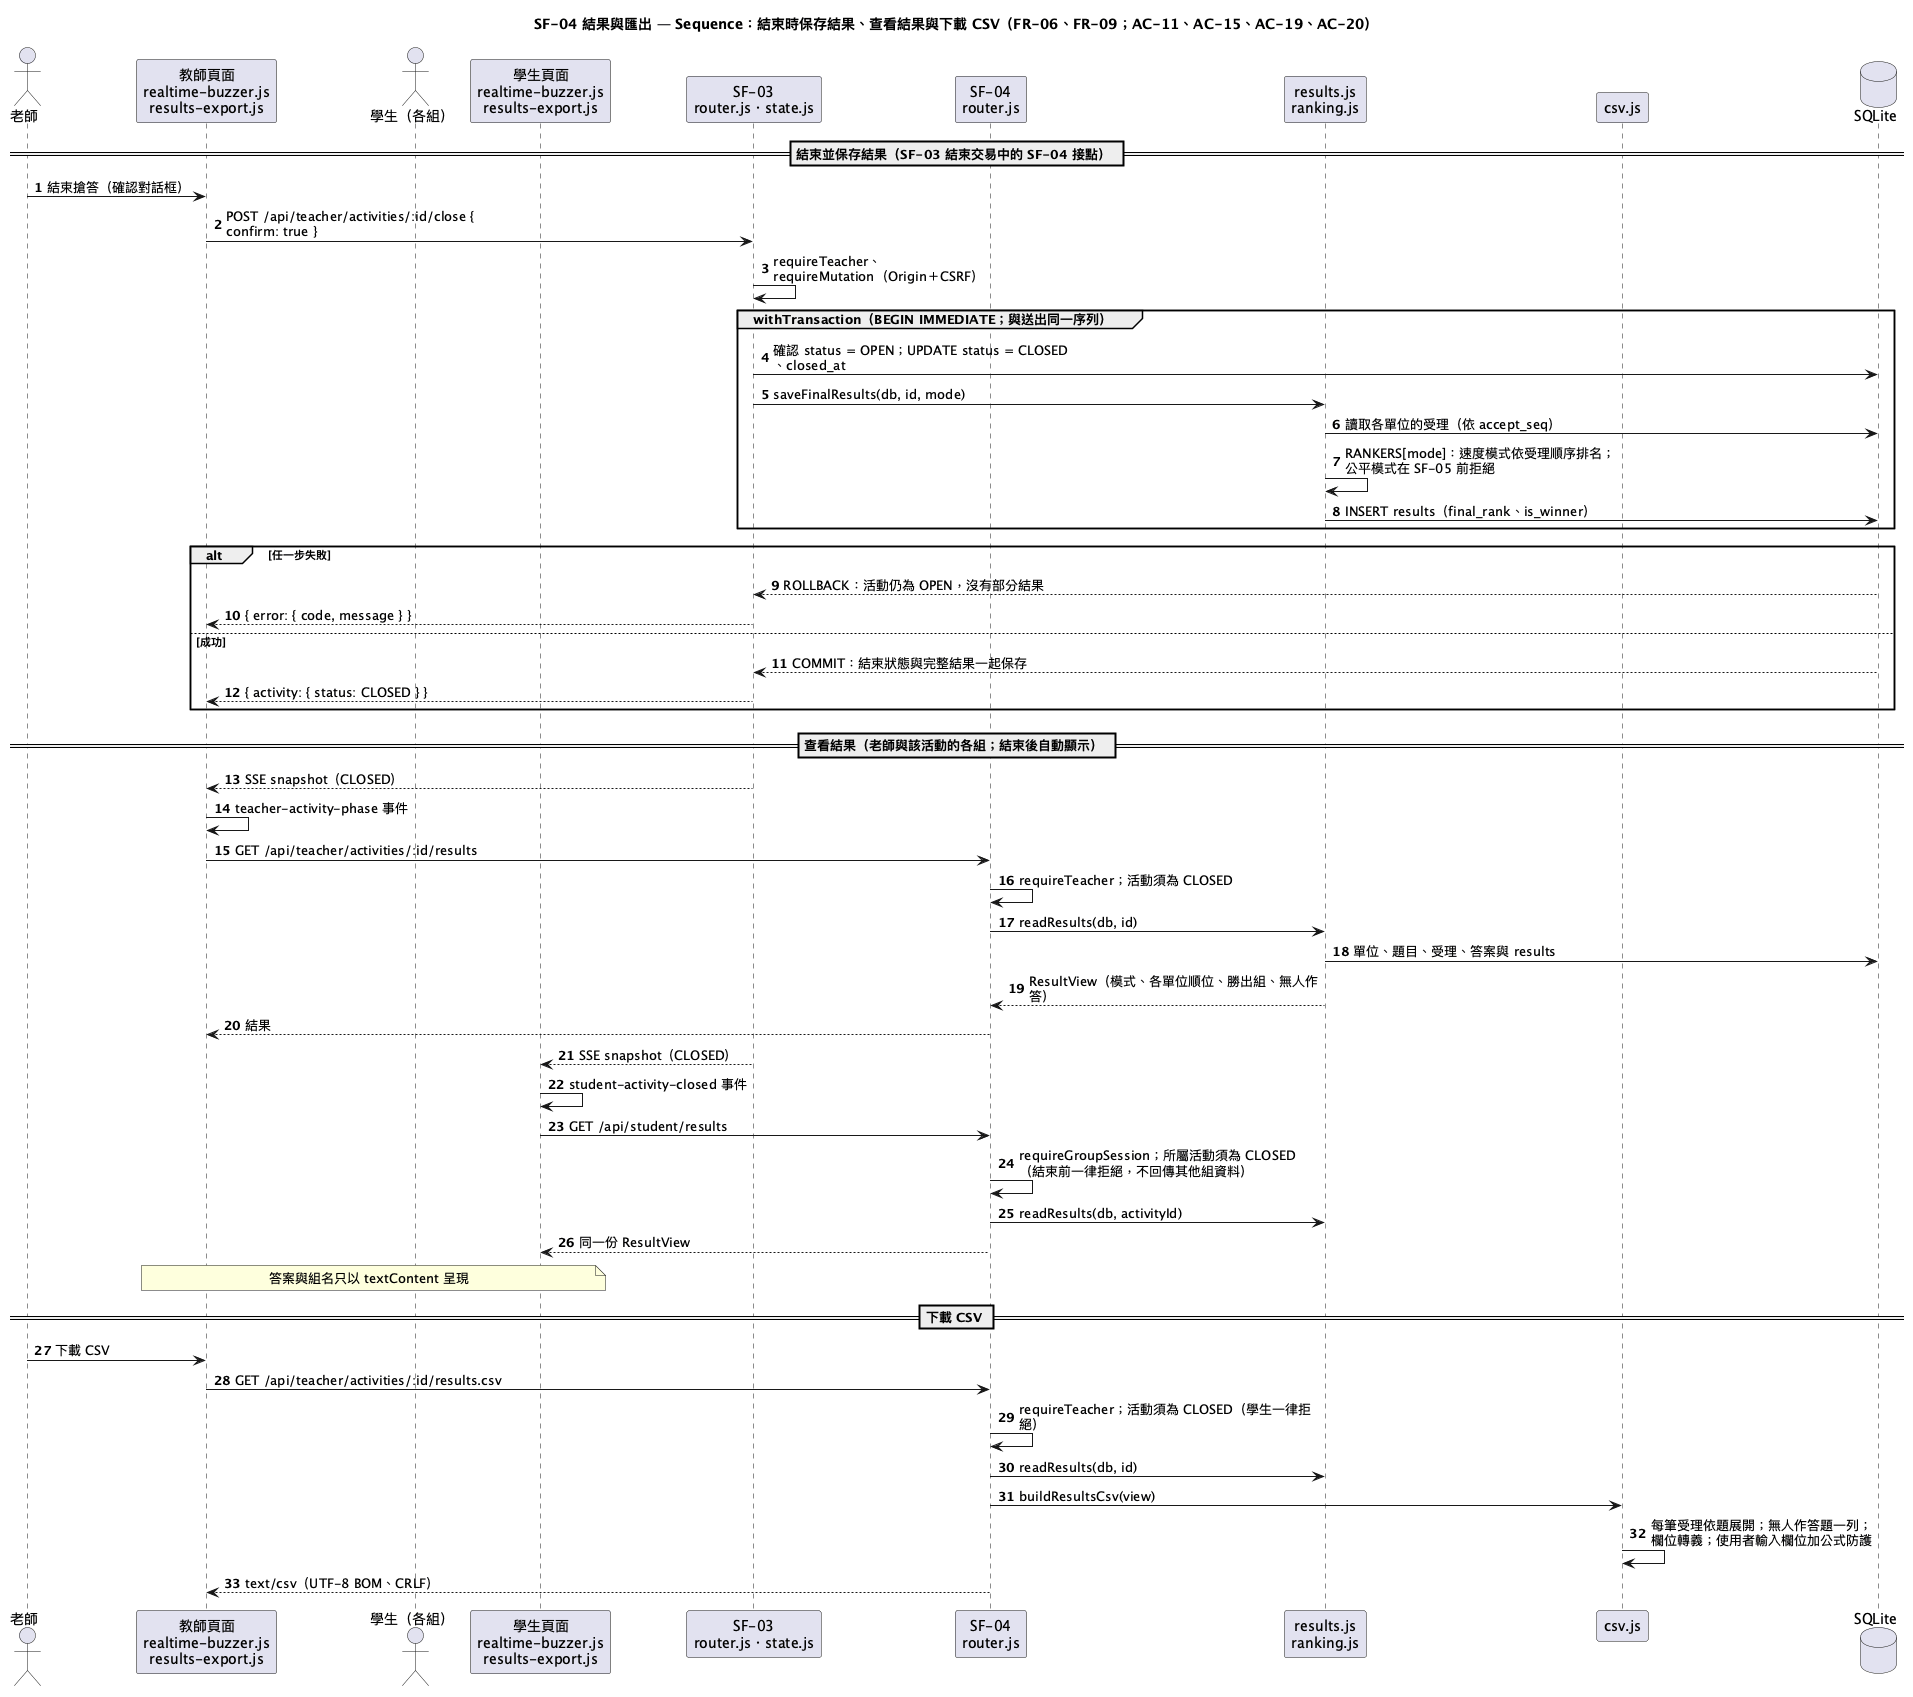 SF-04 結果與匯出 — Sequence：結束時保存結果、查看結果與下載 CSV（FR-06、FR-09；AC-11、AC-15、AC-19、AC-20）
老師
教師頁面
realtime-buzzer.js
results-export.js
學生（各組）
學生頁面
realtime-buzzer.js
results-export.js
SF-03
router.js · state.js
SF-04
router.js
results.js
ranking.js
csv.js
SQLite
結束並保存結果（SF-03 結束交易中的 SF-04 接點）
1 結束搶答（確認對話框）
2 POST /api/teacher/activities/:id/close {
confirm: true }
3 requireTeacher、
requireMutation（Origin＋CSRF）
withTransaction（BEGIN IMMEDIATE；與送出同一序列）
4 確認 status = OPEN；UPDATE status = CLOSED
、closed_at
5 saveFinalResults(db, id, mode)
6 讀取各單位的受理（依 accept_seq）
7 RANKERS[mode]：速度模式依受理順序排名；
公平模式在 SF-05 前拒絕
8 INSERT results（final_rank、is_winner）
alt [任一步失敗]
9 ROLLBACK：活動仍為 OPEN，沒有部分結果
10 { error: { code, message } }
[成功]
11 COMMIT：結束狀態與完整結果一起保存
12 { activity: { status: CLOSED } }
查看結果（老師與該活動的各組；結束後自動顯示）
13 SSE snapshot（CLOSED）
14 teacher-activity-phase 事件
15 GET /api/teacher/activities/:id/results
16 requireTeacher；活動須為 CLOSED
17 readResults(db, id)
18 單位、題目、受理、答案與 results
19 ResultView（模式、各單位順位、勝出組、無人作
答）
20 結果
21 SSE snapshot（CLOSED）
22 student-activity-closed 事件
23 GET /api/student/results
24 requireGroupSession；所屬活動須為 CLOSED
（結束前一律拒絕，不回傳其他組資料）
25 readResults(db, activityId)
26 同一份 ResultView
答案與組名只以 textContent 呈現
下載 CSV
27 下載 CSV
28 GET /api/teacher/activities/:id/results.csv
29 requireTeacher；活動須為 CLOSED（學生一律拒
絕）
30 readResults(db, id)
31 buildResultsCsv(view)
32 每筆受理依題展開；無人作答題一列；
欄位轉義；使用者輸入欄位加公式防護
33 text/csv（UTF-8 BOM、CRLF）
老師
教師頁面
realtime-buzzer.js
results-export.js
學生（各組）
學生頁面
realtime-buzzer.js
results-export.js
SF-03
router.js · state.js
SF-04
router.js
results.js
ranking.js
csv.js
SQLite